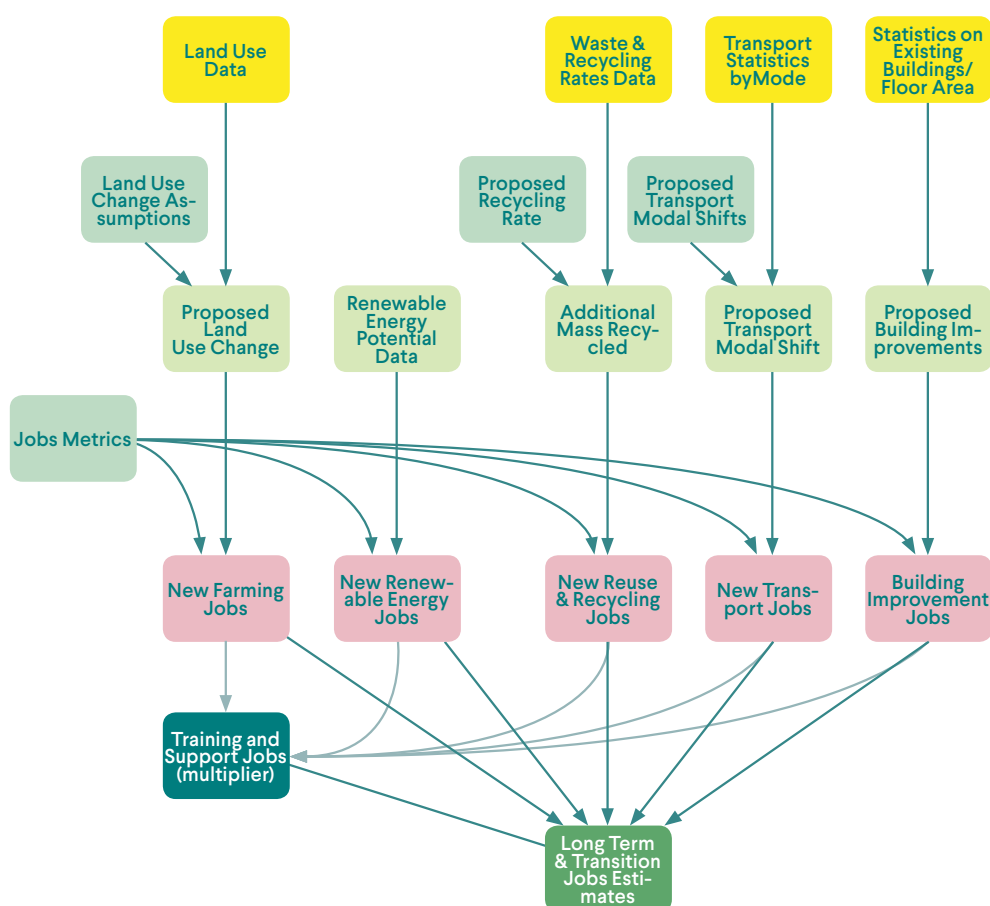 Land Use
Data
Waste &
Recycling
Rates Data
Transport
Statistics
byMode
Statistics on
Existing
Buildings/
Floor Area
Land Use
Change As-
sumptions
Proposed
Recycling
Rate
Proposed
Transport
Modal Shifts
Proposed
Land
Use Change
Renewable
Energy
Potential
Data
Additional
Mass Recy-
cled
Proposed
Transport
Modal Shift
Proposed
Building Im-
provements
Jobs Metrics
New Farming
Jobs
New Renew-
able Energy
Jobs
New Reuse
& Recycling
Jobs
New Trans-
port Jobs
Building
Improvement
Jobs
Training and
Support Jobs
(multiplier)
Long Term
& Transition
Jobs Esti-
mates